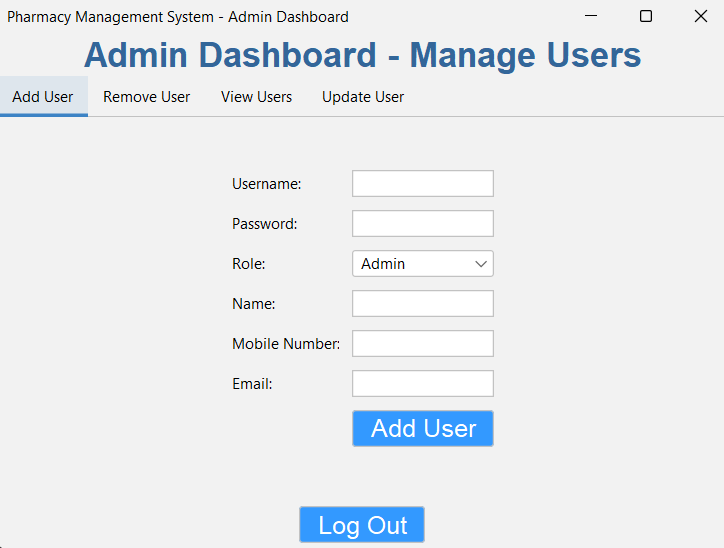 Pharmacy Management System - Admin Dashboard
Admin Dashboard - Manage Users
Add User Remove User View Users Update User
Username:
Password:
Role: Admin
Name:
Mobile Number:
Email:
Add User
Log Out